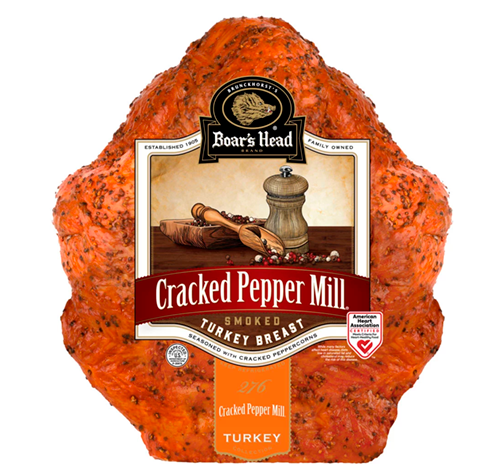 BRUNCKHORST'S
Boar's Head®
BRAND
ESTABLISHED 1905
FAMILY OWNED
Cracked Pepper Mill
SMOKED
TURKEY BREAST
SEASONED WITH CRACKED PEPPERCORNS
American
Heart
Association
CERTIFIED
276
Cracked Pepper Mill
TURKEY